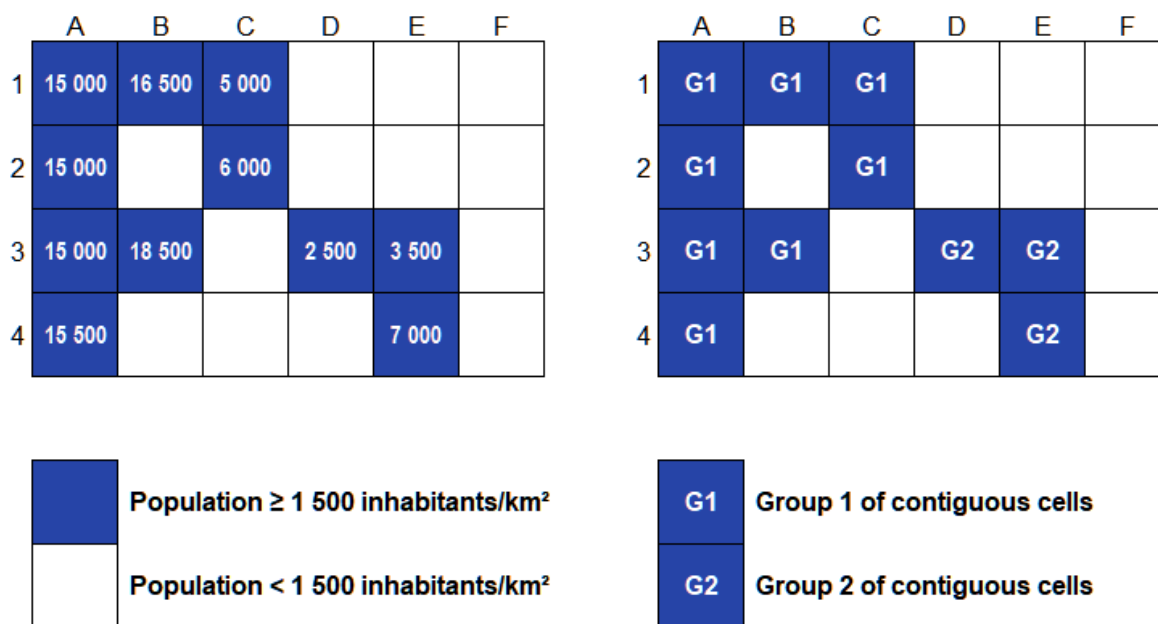 A B C D E F
1 15 000 16 500 5 000
2 15 000 6 000
3 15 000 18 500 2 500 3 500
4 15 500 7 000
A B C D E F
1 G1 G1 G1
2 G1 G1
3 G1 G1 G2 G2
4 G1 G2
Population ≥ 1 500 inhabitants/km²
Population < 1 500 inhabitants/km²
G1 Group 1 of contiguous cells
G2 Group 2 of contiguous cells